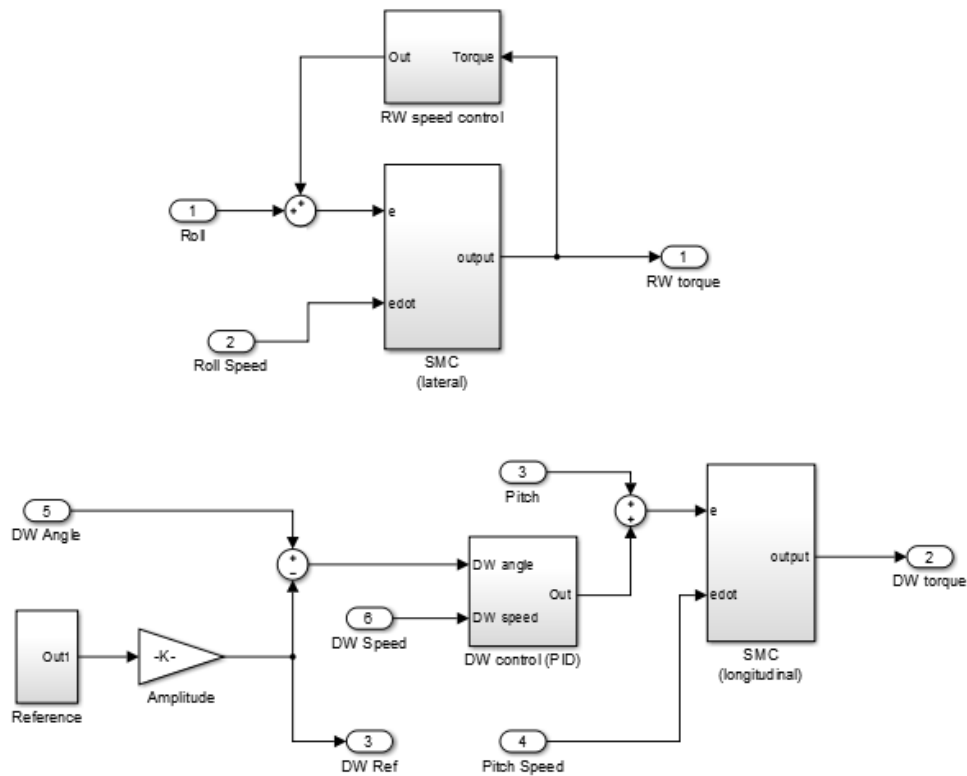 Out
Torque
RW speed control
1
Roll
+
+
e
output
edot
1
RW torque
2
Roll Speed
SMC
(lateral)
3
Pitch
5
DW Angle
+
+
e
output
edot
2
DW torque
+
−
DW angle
Out
DW speed
6
DW Speed
DW control (PID)
SMC
(longitudinal)
Out1
-K-
Amplitude
Reference
3
DW Ref
4
Pitch Speed